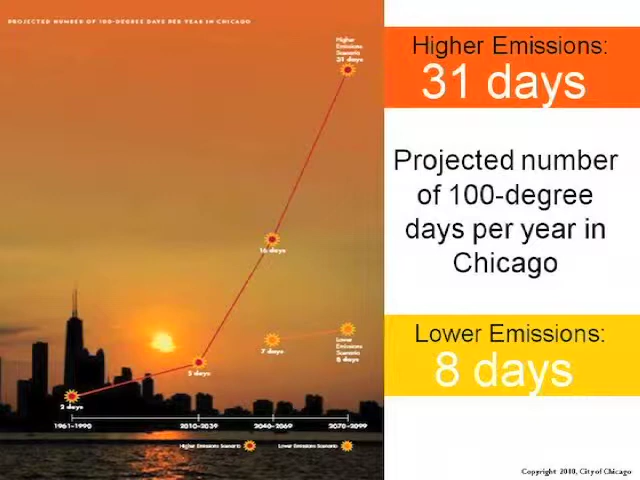 PROJECTED NUMBER OF 100-DEGREE DAYS PER YEAR IN CHICAGO
Higher
Emissions
Scenario
31 days
16 days
7 days
Lower
Emissions
Scenario
8 days
5 days
2 days
1961-1990
2010-2039
2040-2069
2070-2099
Higher Emissions Scenario
Lower Emissions Scenario
Higher Emissions:
31 days
Projected number
of 100-degree
days per year in
Chicago
Lower Emissions:
8 days
Copyright 2010, City of Chicago